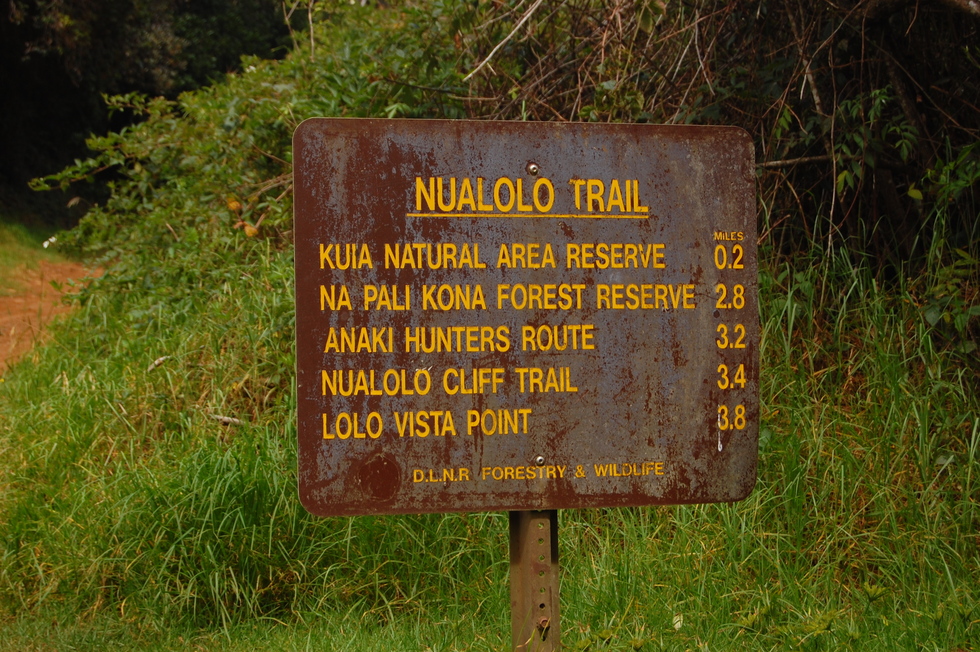 NUALOLO TRAIL
MILES
KUIA NATURAL AREA RESERVE 0.2
NA PALI KONA FOREST RESERVE 2.8
ANAKI HUNTERS ROUTE 3.2
NUALOLO CLIFF TRAIL 3.4
LOLO VISTA POINT 3.8
D.L.N.R FORESTRY & WILDLIFE